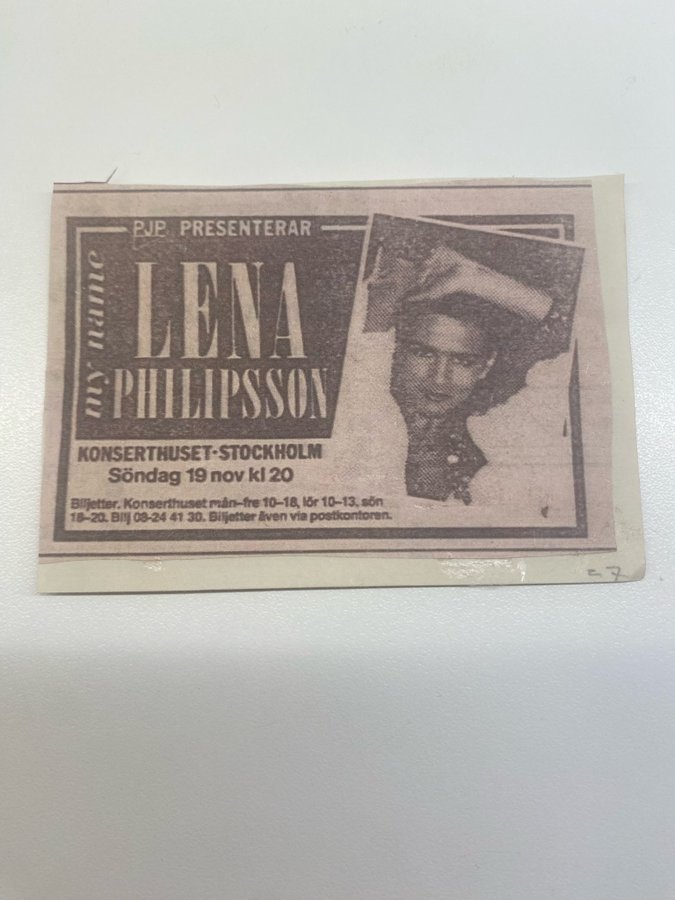 PJP PRESENTERAR
my name
LENA
PHILIPSSON
KONSERTHUSET·STOCKHOLM
Söndag 19 nov kl 20
Biljetter. Konserthuset mån–fre 10–18, lör 10–13, sön
18–20. Bilj 08-24 41 30. Biljetter även via postkontoren.